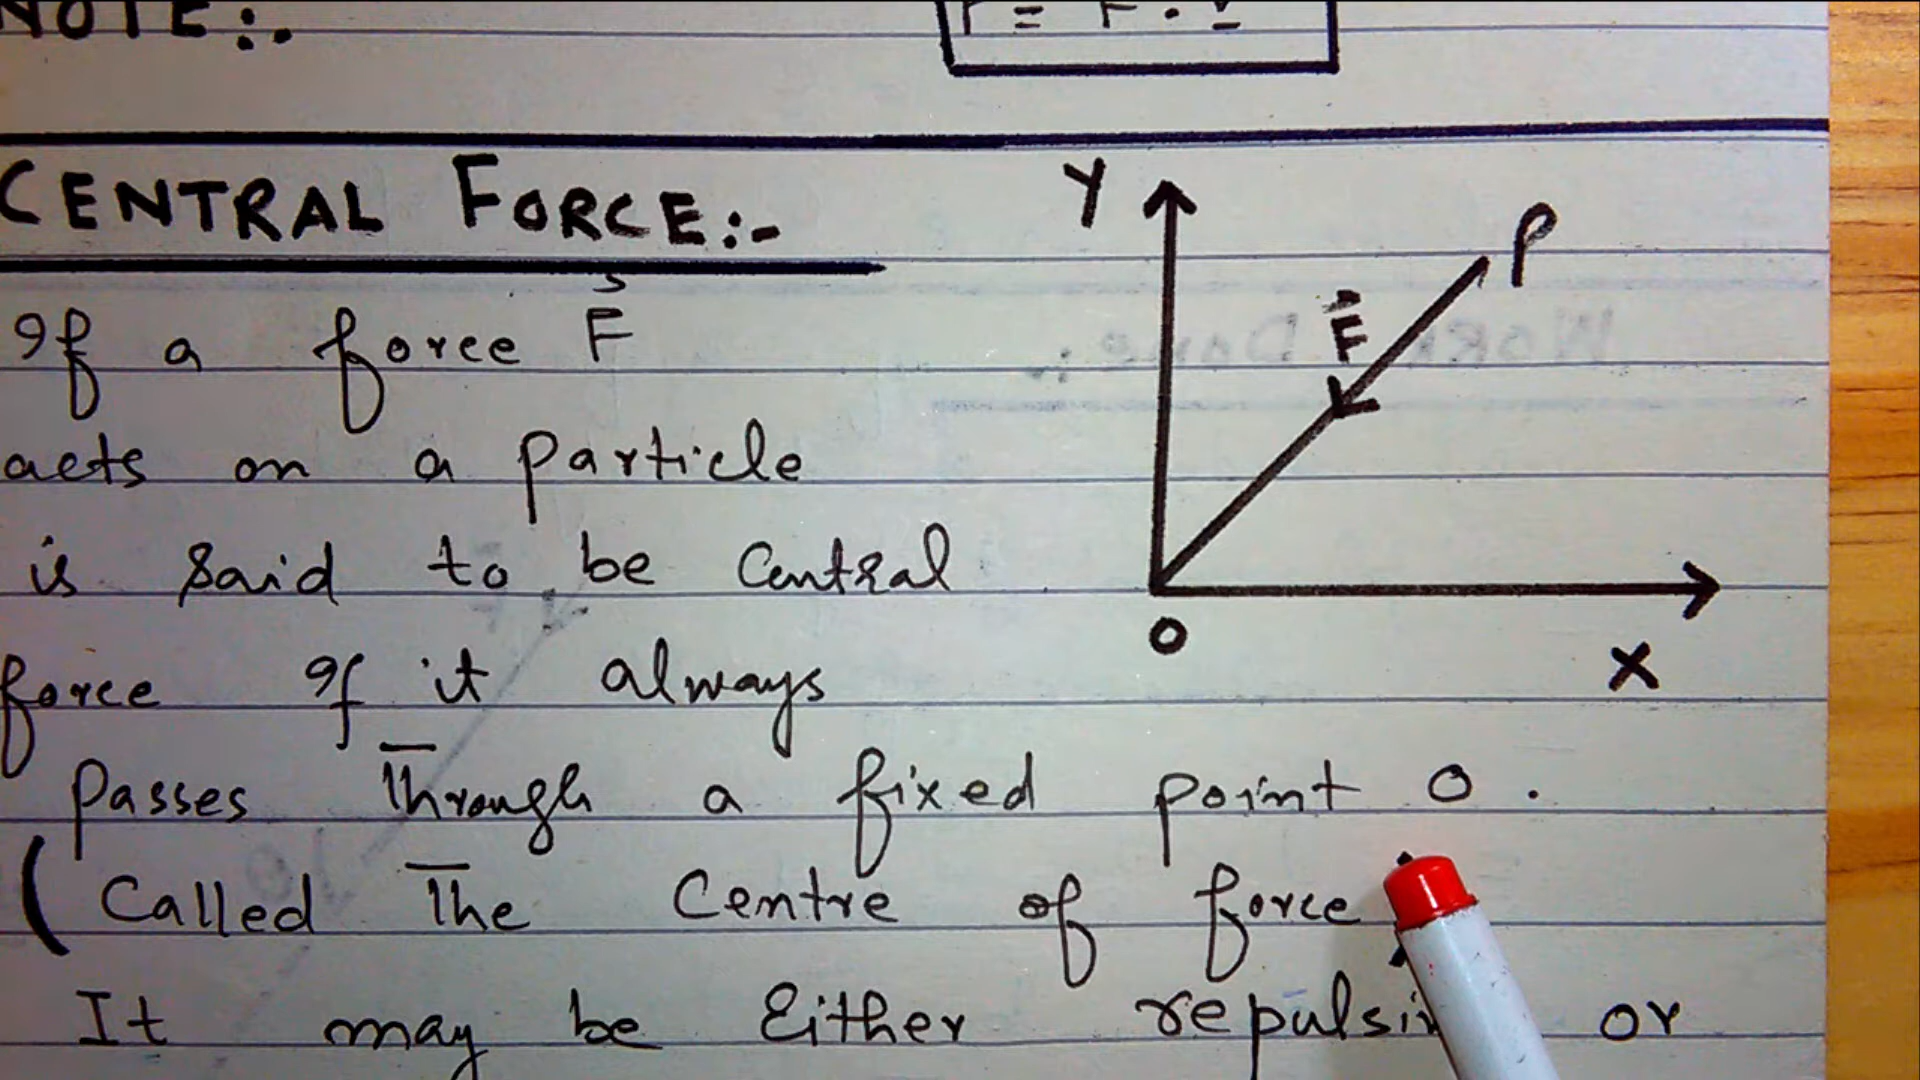 NOTE:.
CENTRAL FORCE:-
Y
P
If a force F
F
acts on a particle
is said to be Central
O
force If it always
X
passes Through a fixed point O .
( Called The Centre of force
It may be Either or